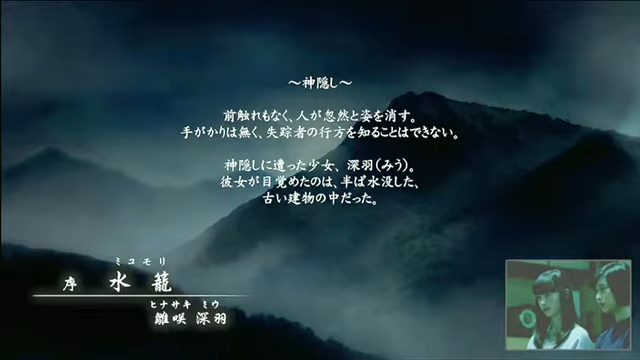 ～神隠し～
前触れもなく、人が忽然と姿を消す。
手がかりは無く、失踪者の行方を知ることはできない。
神隠しに遭った少女、深羽(みう)。
彼女が目覚めたのは、半ば水没した、
古い建物の中だった。
ミコモリ
序 水籠
ヒナサキ ミウ
雛咲 深羽